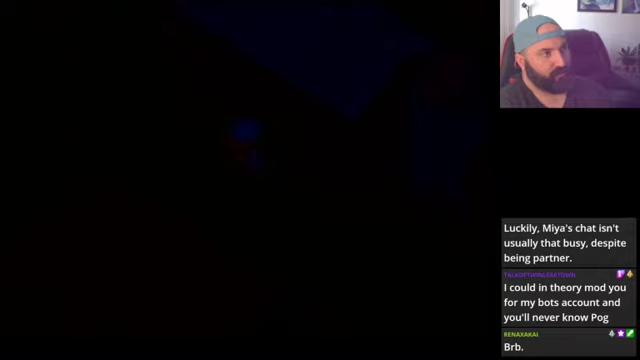 Luckily, Miya's chat isn't
usually that busy, despite
being partner.
I could in theory mod you
for my bots account and
you'll never know Pog
RENAXAKAI
Brb.